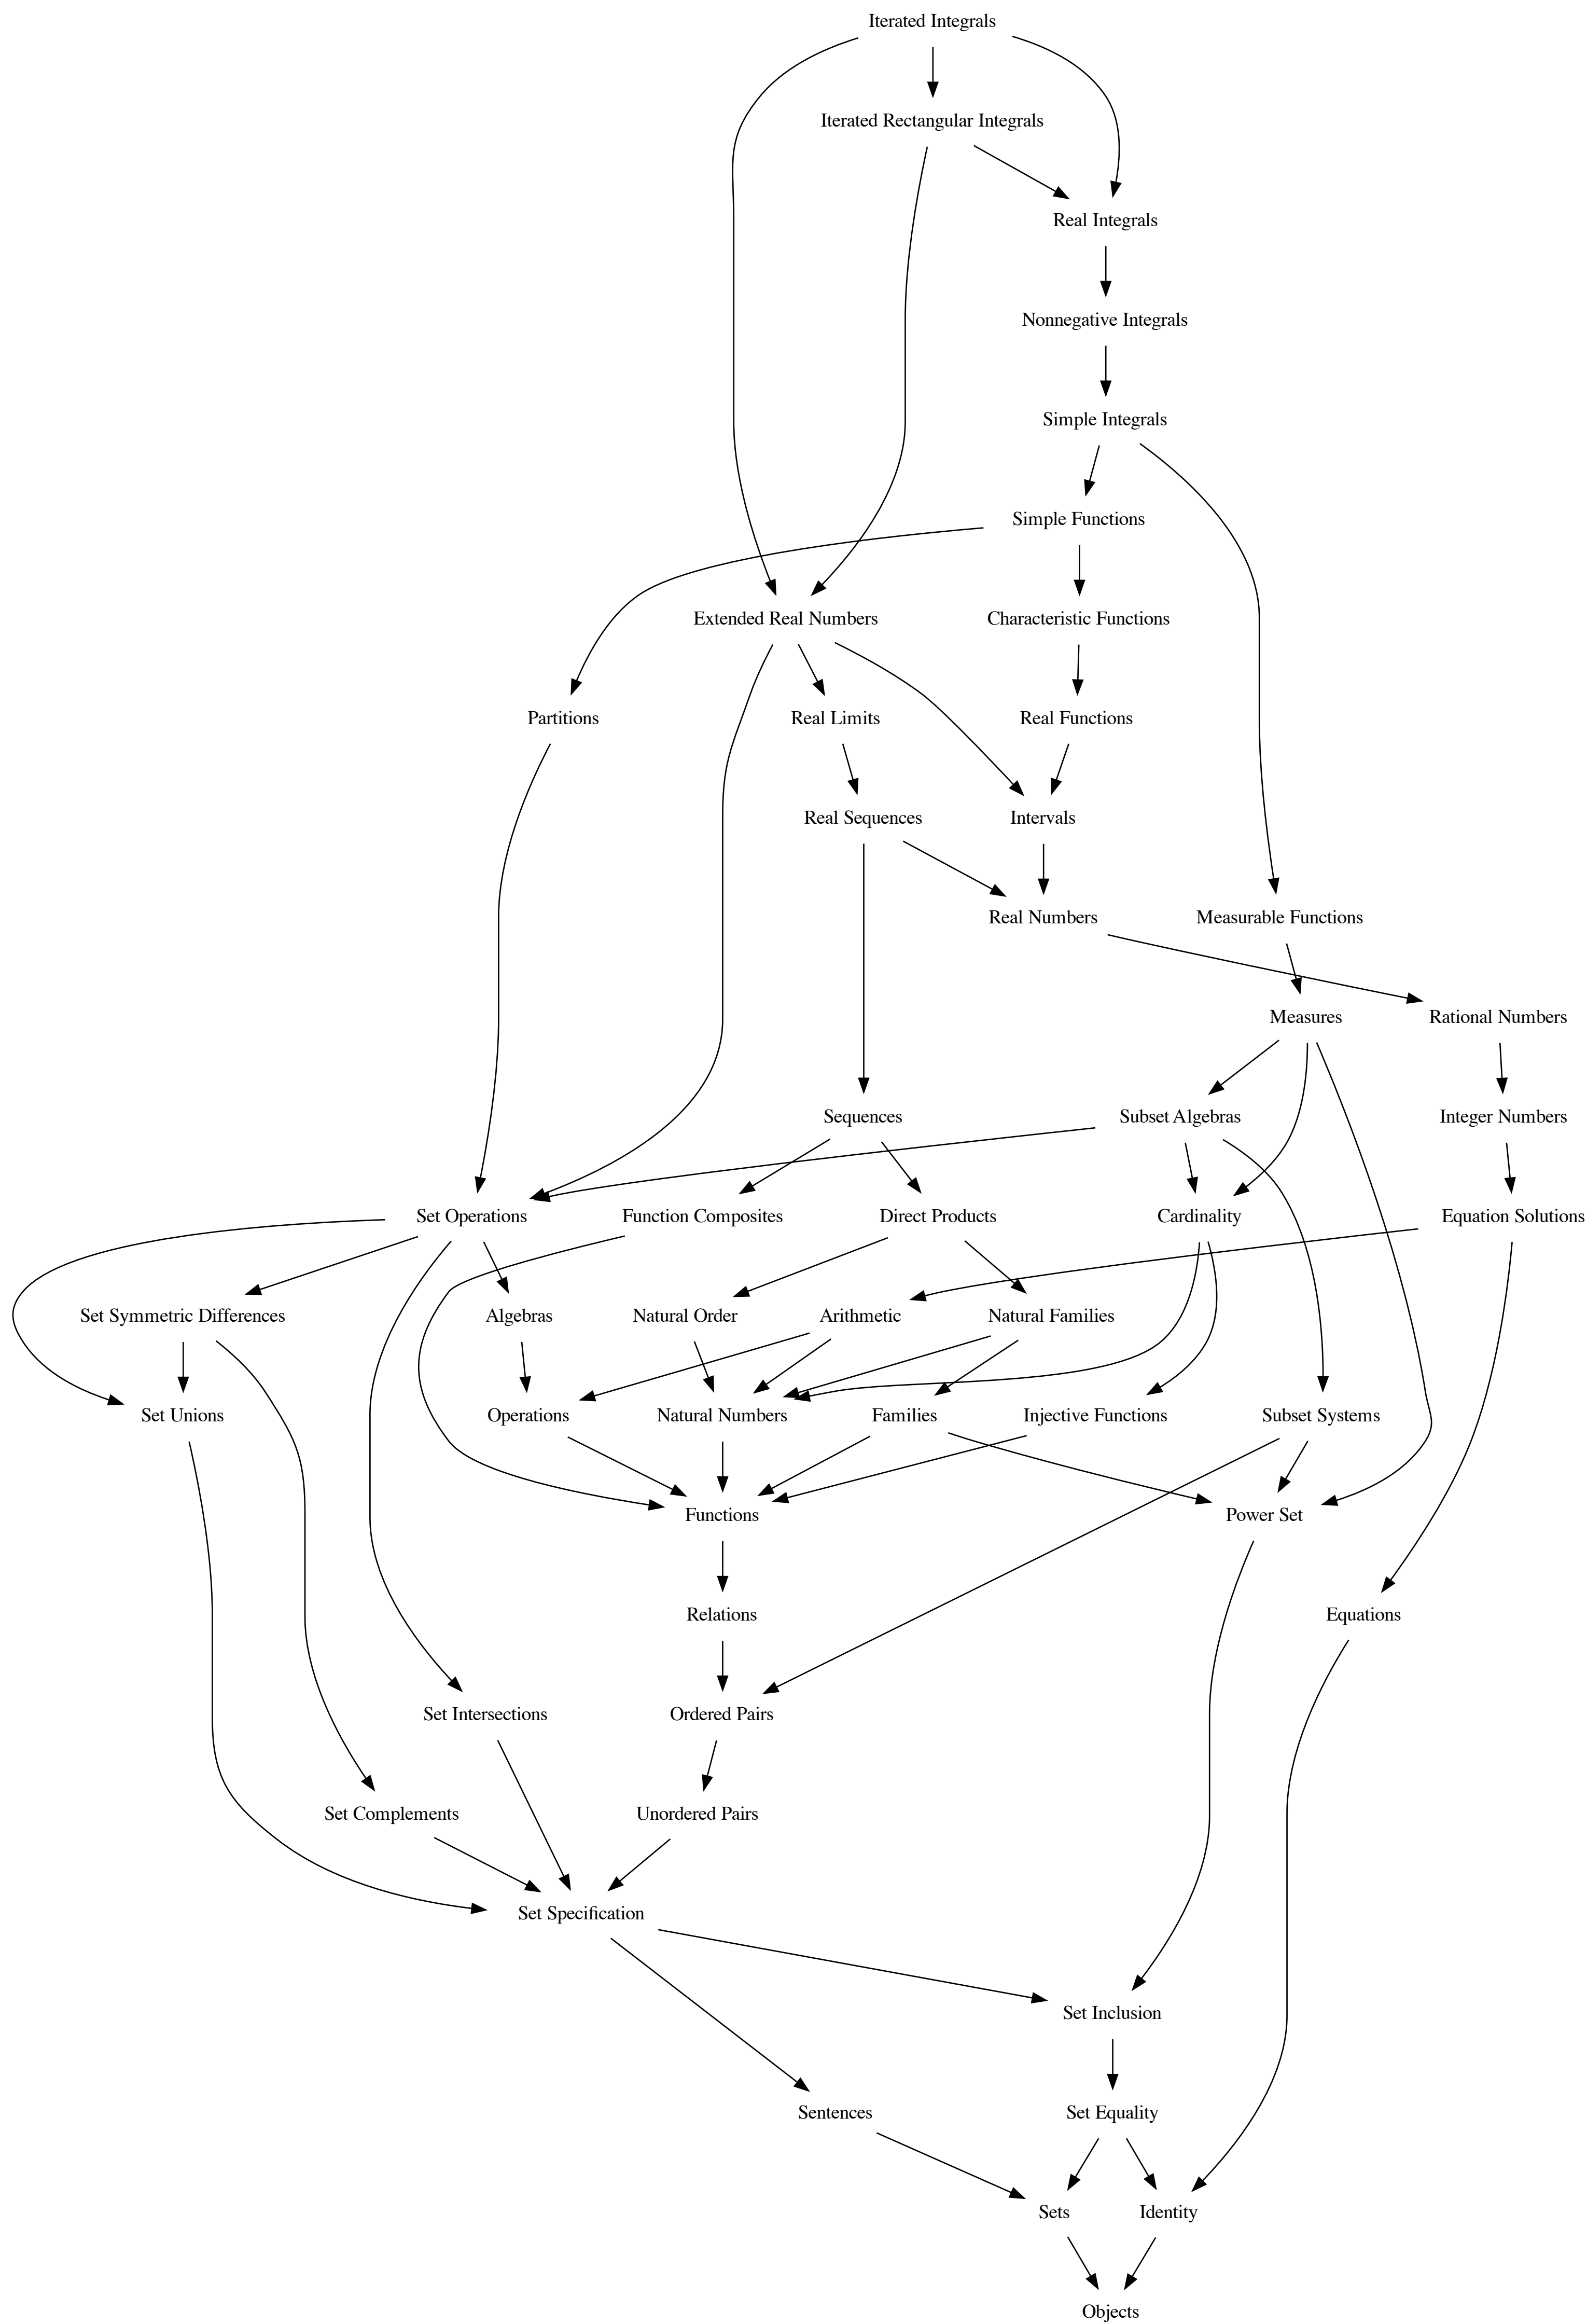 Iterated Integrals
Iterated Rectangular Integrals
Real Integrals
Nonnegative Integrals
Simple Integrals
Simple Functions
Extended Real Numbers
Characteristic Functions
Partitions
Real Limits
Real Functions
Real Sequences
Intervals
Real Numbers
Measurable Functions
Measures
Rational Numbers
Sequences
Subset Algebras
Integer Numbers
Set Operations
Function Composites
Direct Products
Cardinality
Equation Solutions
Set Symmetric Differences
Algebras
Natural Order
Arithmetic
Natural Families
Set Unions
Operations
Natural Numbers
Families
Injective Functions
Subset Systems
Functions
Power Set
Relations
Equations
Set Intersections
Ordered Pairs
Set Complements
Unordered Pairs
Set Specification
Set Inclusion
Sentences
Set Equality
Sets
Identity
Objects